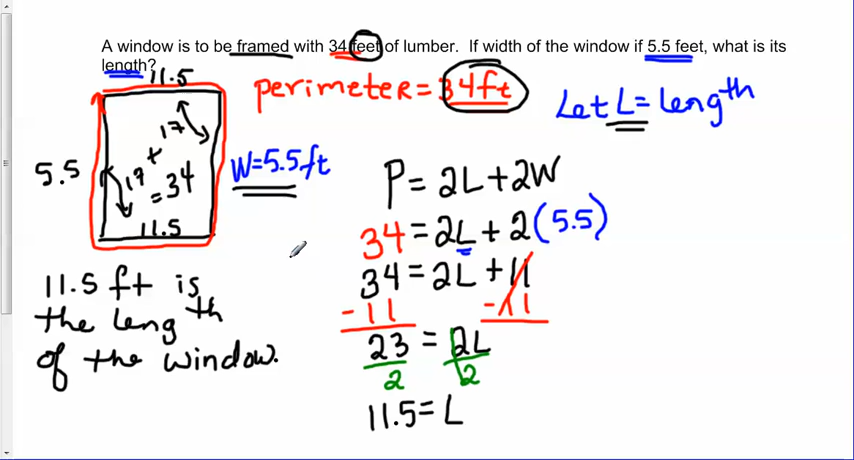 A window is to be framed with 34 feet of lumber. If width of the window if 5.5 feet, what is its
length?
11.5
perimeteR = 34ft
Let L = length
17
+
17
= 34
5.5
W=5.5ft
11.5
P = 2L + 2W
34 = 2L + 2(5.5)
34 = 2L + 11
-11 -11
23 = 2L
2 2
11.5 = L
11.5 ft is
the length
of the window.